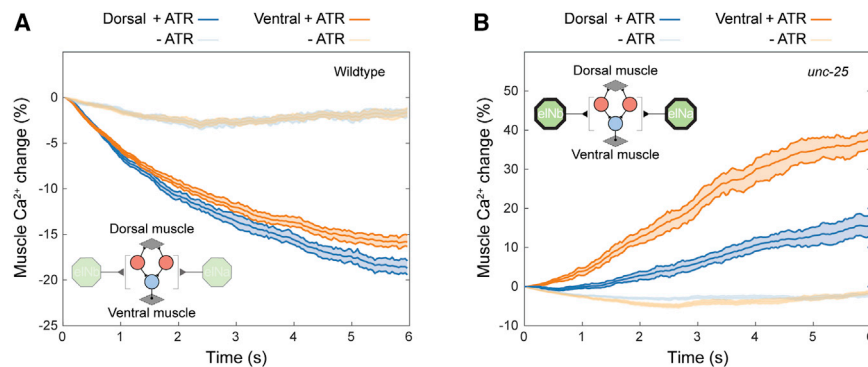 A
Dorsal + ATR
- ATR
Ventral + ATR
- ATR
Wildtype
Muscle Ca²⁺ change (%)
0
-5
-10
-15
-20
-25
Dorsal muscle
eINb
eINa
Ventral muscle
0 1 2 3 4 5 6
Time (s)
B
Dorsal + ATR
- ATR
Ventral + ATR
- ATR
unc-25
Muscle Ca²⁺ change (%)
50
40
30
20
10
0
-10
Dorsal muscle
eINb
eINa
Ventral muscle
0 1 2 3 4 5 6
Time (s)